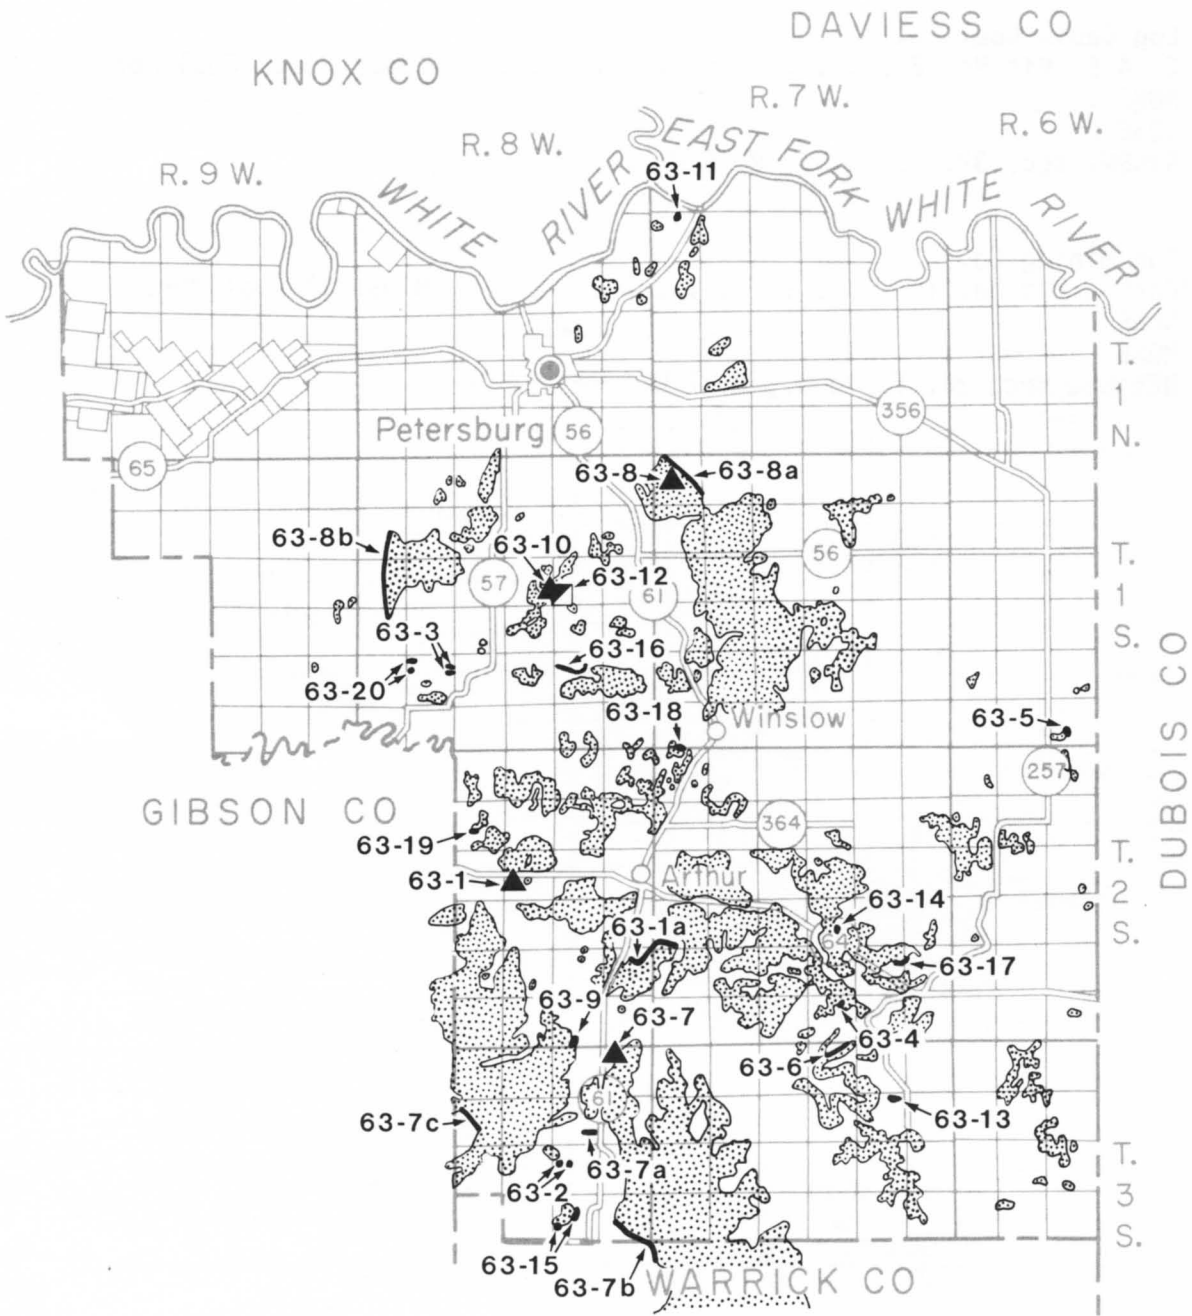 DAVIESS CO
KNOX CO
R. 7 W.
R. 6 W.
R. 8 W.
R. 9 W.
WHITE RIVER
EAST FORK WHITE RIVER
63-11
T. 1 N.
356
Petersburg
56
65
63-8
63-8a
63-8b
63-10
56
T. 1 S.
57
63-12
61
63-3
63-16
63-20
63-18
Winslow
63-5
DUBOIS CO
257
GIBSON CO
364
63-19
T. 2 S.
63-1
Arthur
63-14
63-1a
64
63-17
63-9
63-7
63-4
63-6
61
63-7c
63-13
63-7a
T. 3 S.
63-2
63-15
63-7b
WARRICK CO